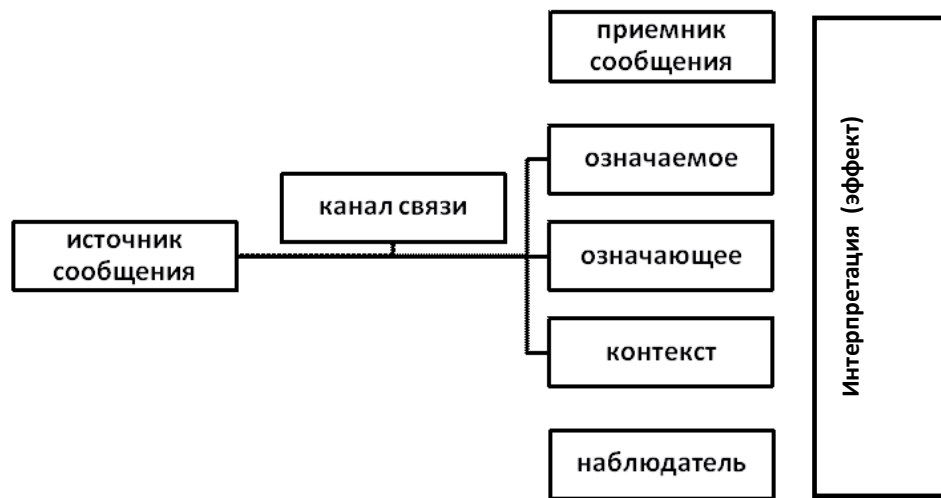 приемник
сообщения
означаемое
канал связи
источник
сообщения
означающее
контекст
наблюдатель
Интерпретация (эффект)